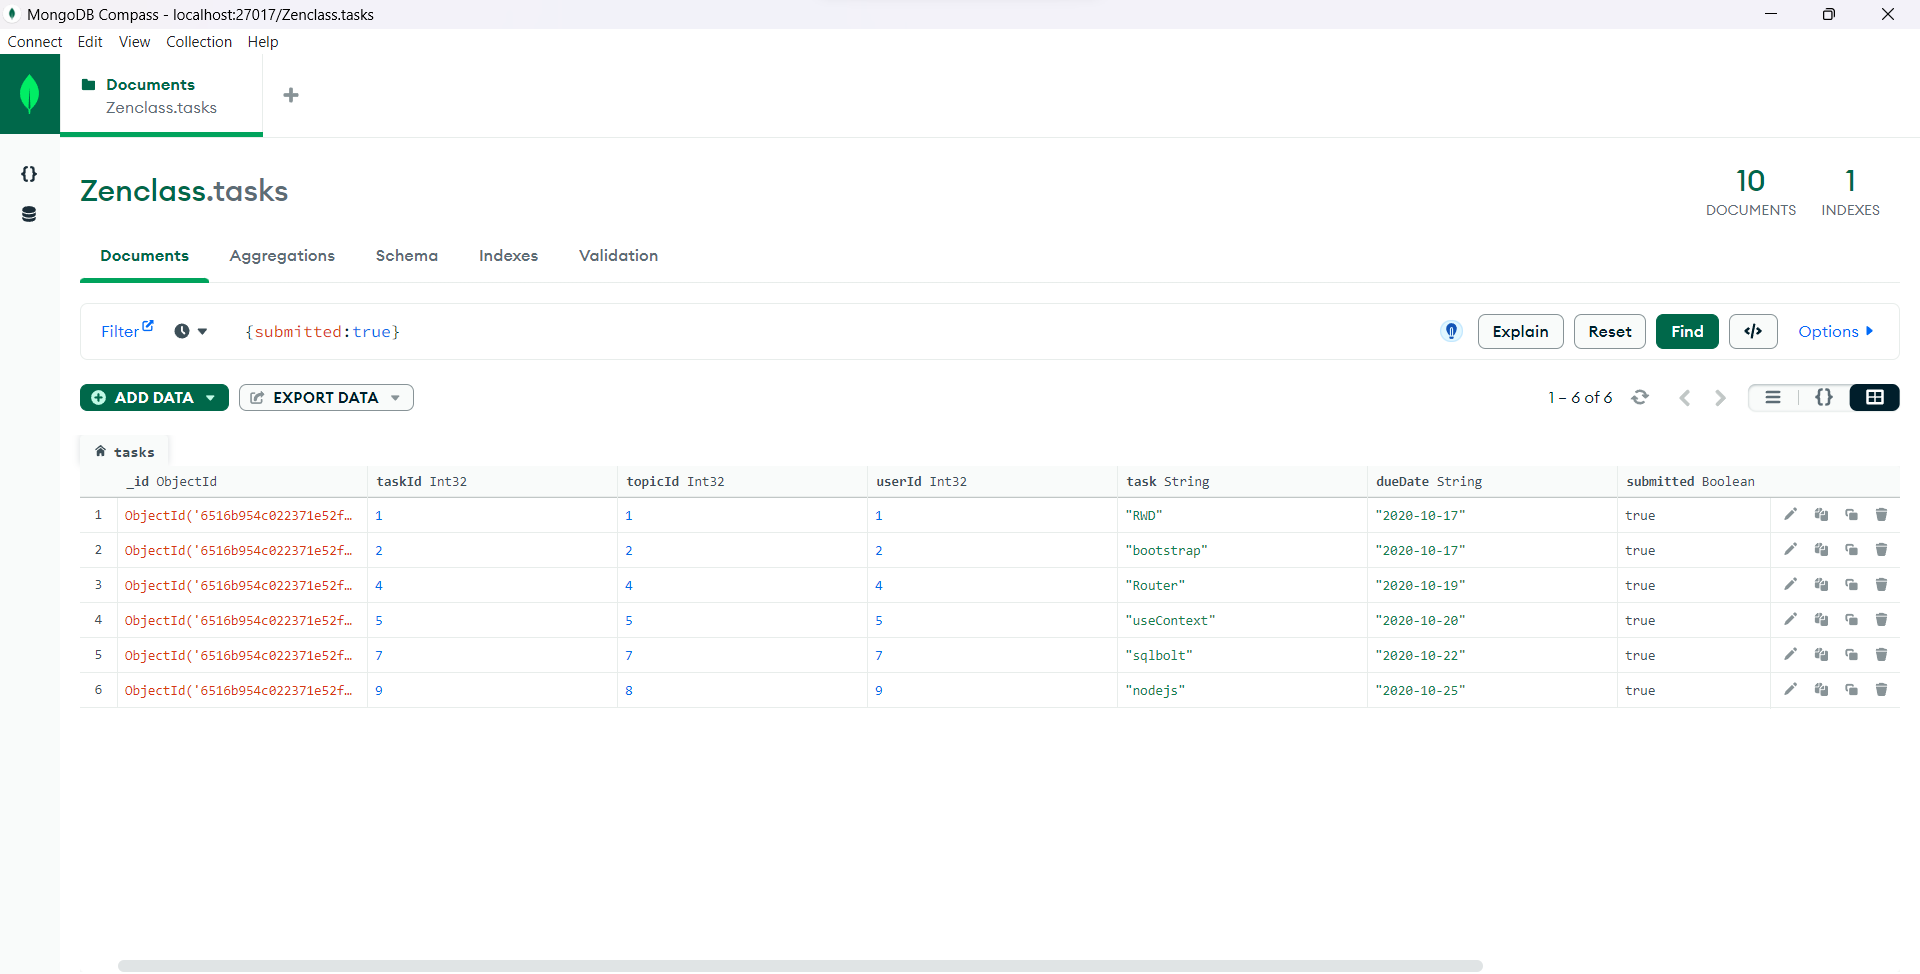 MongoDB Compass - localhost:27017/Zenclass.tasks
Connect Edit View Collection Help
Documents
Zenclass.tasks
Zenclass.tasks
10 DOCUMENTS
1 INDEXES
Documents Aggregations Schema Indexes Validation
Filter {submitted:true} Explain Reset Find </> Options
ADD DATA EXPORT DATA 1 – 6 of 6 {}
tasks
_id ObjectId taskId Int32 topicId Int32 userId Int32 task String dueDate String submitted Boolean
1 ObjectId('6516b954c022371e52f… 1 1 1 "RWD" "2020-10-17" true
2 ObjectId('6516b954c022371e52f… 2 2 2 "bootstrap" "2020-10-17" true
3 ObjectId('6516b954c022371e52f… 4 4 4 "Router" "2020-10-19" true
4 ObjectId('6516b954c022371e52f… 5 5 5 "useContext" "2020-10-20" true
5 ObjectId('6516b954c022371e52f… 7 7 7 "sqlbolt" "2020-10-22" true
6 ObjectId('6516b954c022371e52f… 9 8 9 "nodejs" "2020-10-25" true